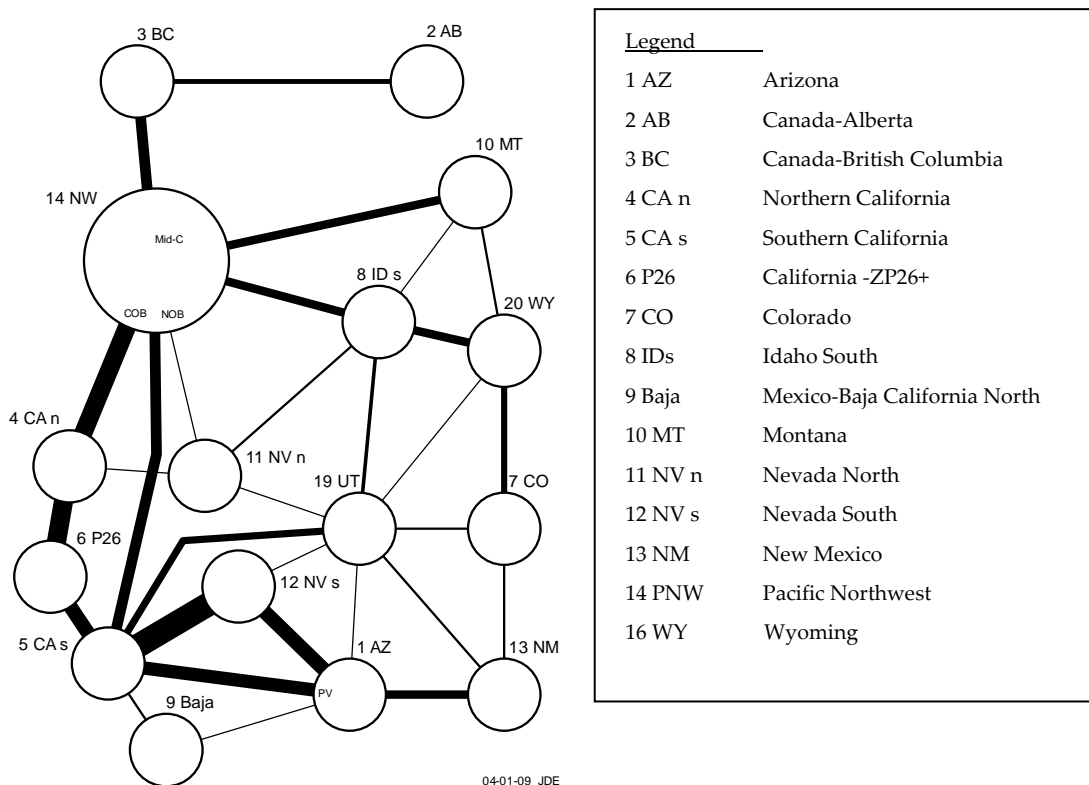 3 BC
2 AB
10 MT
14 NW
Mid-C
8 ID s
20 WY
COB NOB
4 CA n
11 NV n
19 UT
7 CO
6 P26
12 NV s
5 CA s
1 AZ
13 NM
PV
9 Baja
04-01-09 JDE
Legend
1 AZ Arizona
2 AB Canada-Alberta
3 BC Canada-British Columbia
4 CA n Northern California
5 CA s Southern California
6 P26 California -ZP26+
7 CO Colorado
8 IDs Idaho South
9 Baja Mexico-Baja California North
10 MT Montana
11 NV n Nevada North
12 NV s Nevada South
13 NM New Mexico
14 PNW Pacific Northwest
16 WY Wyoming